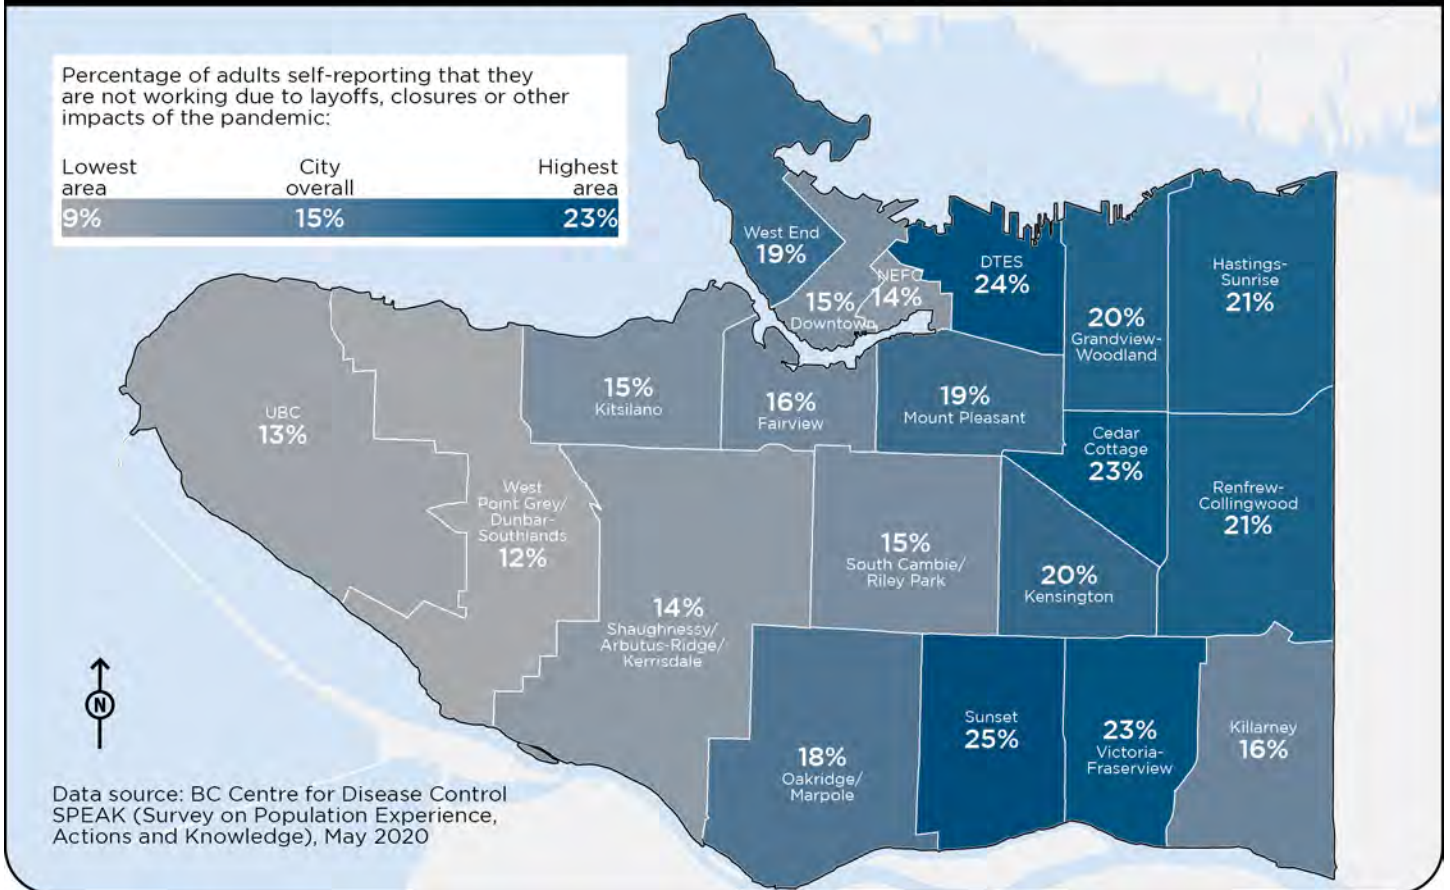 Percentage of adults self-reporting that they
are not working due to layoffs, closures or other
impacts of the pandemic:
Lowest
area
City
overall
Highest
area
9%
15%
23%
West End
19%
NEFC
14%
15%
Downtown
DTES
24%
20%
Grandview-
Woodland
Hastings-
Sunrise
21%
UBC
13%
15%
Kitsilano
16%
Fairview
19%
Mount Pleasant
Cedar
Cottage
23%
Renfrew-
Collingwood
21%
West
Point Grey/
Dunbar-
Southlands
12%
14%
Shaughnessy/
Arbutus-Ridge/
Kerrisdale
15%
South Cambie/
Riley Park
20%
Kensington
18%
Oakridge/
Marpole
Sunset
25%
23%
Victoria-
Fraserview
Killarney
16%
N
Data source: BC Centre for Disease Control
SPEAK (Survey on Population Experience,
Actions and Knowledge), May 2020